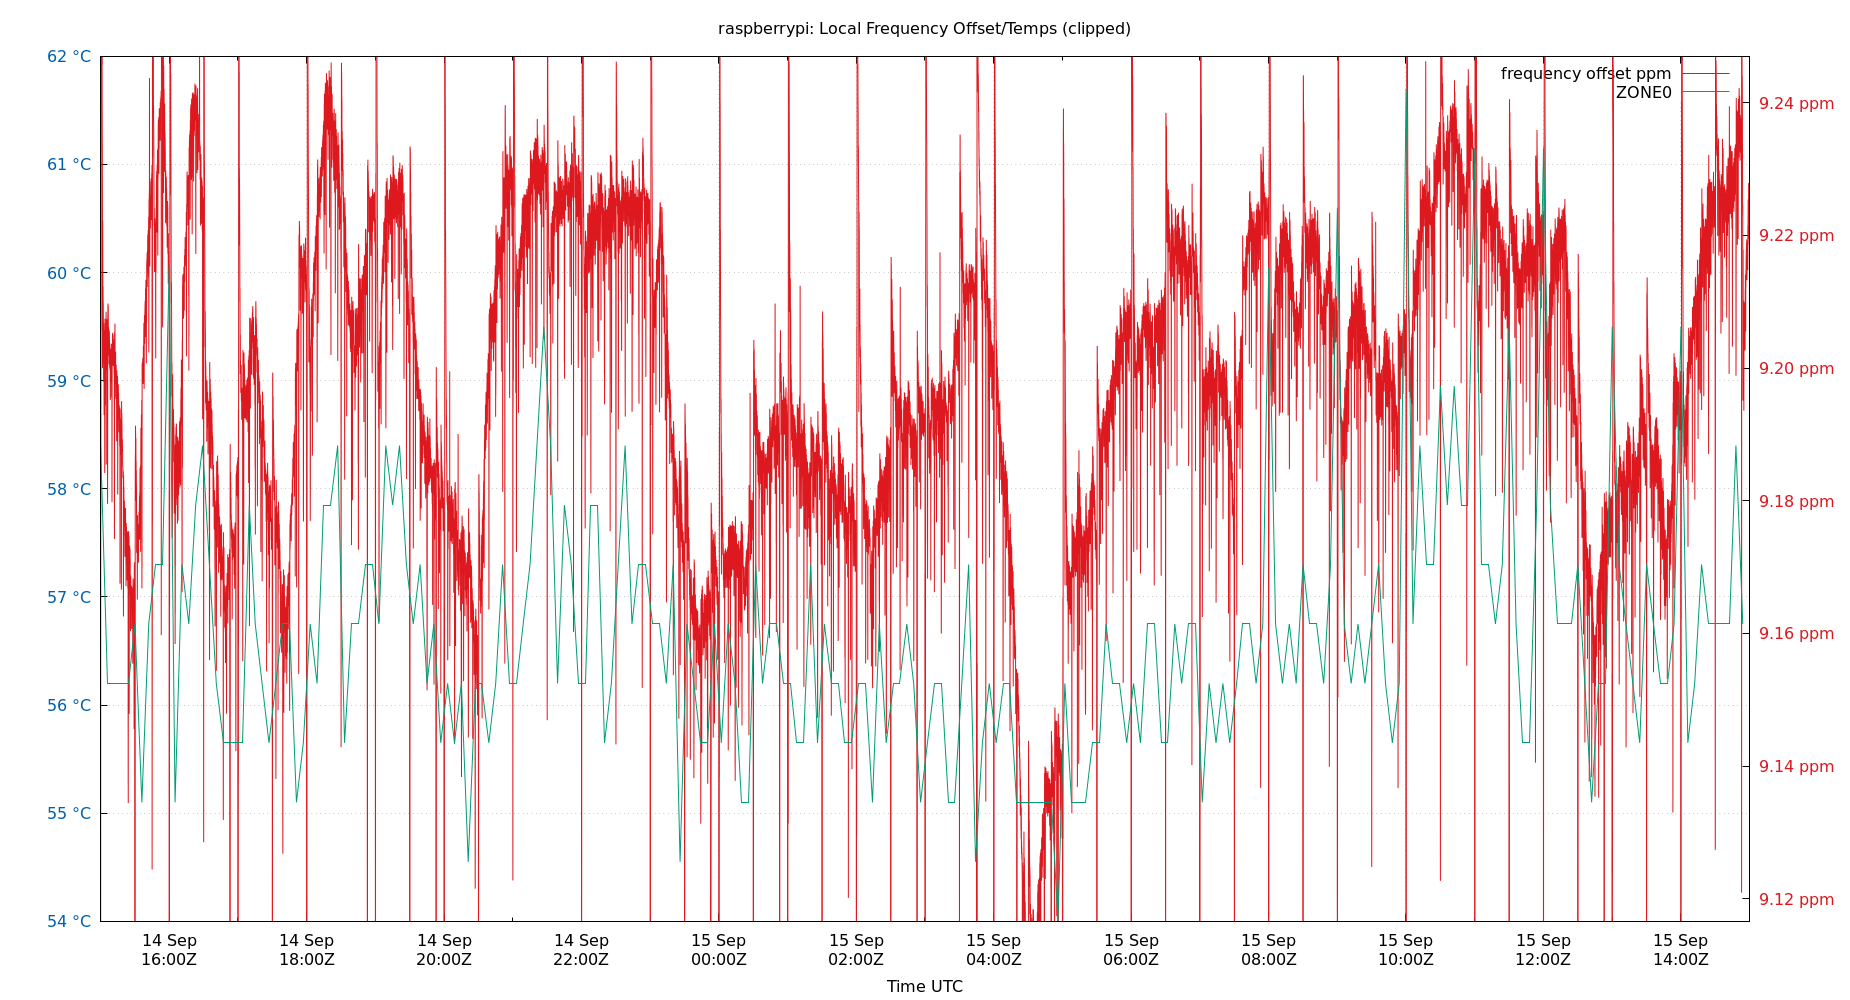 raspberrypi: Local Frequency Offset/Temps (clipped)
62 °C
61 °C
60 °C
59 °C
58 °C
57 °C
56 °C
55 °C
54 °C
frequency offset ppm
ZONE0
9.24 ppm
9.22 ppm
9.20 ppm
9.18 ppm
9.16 ppm
9.14 ppm
9.12 ppm
14 Sep
16:00Z
14 Sep
18:00Z
14 Sep
20:00Z
14 Sep
22:00Z
15 Sep
00:00Z
15 Sep
02:00Z
15 Sep
04:00Z
15 Sep
06:00Z
15 Sep
08:00Z
15 Sep
10:00Z
15 Sep
12:00Z
15 Sep
14:00Z
Time UTC